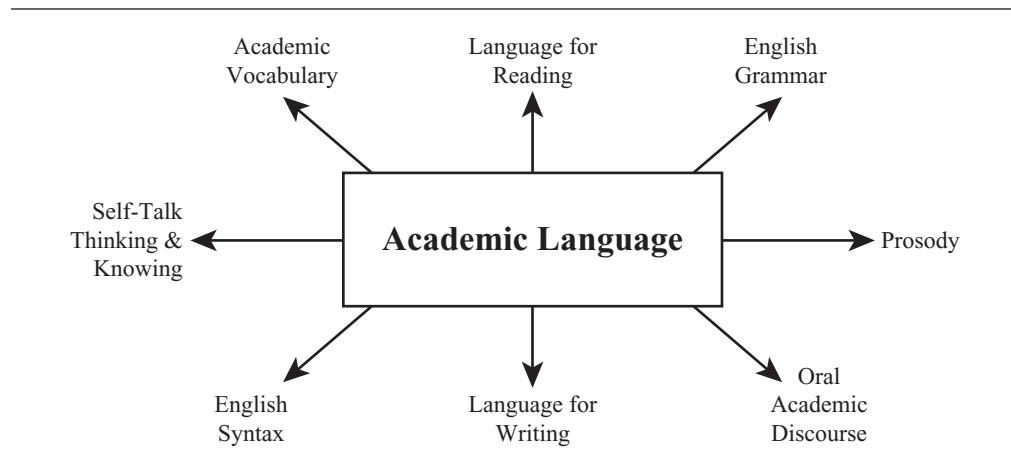 Academic
Vocabulary
Language for
Reading
English
Grammar
Self-Talk
Thinking &
Knowing
Academic Language
Prosody
English
Syntax
Language for
Writing
Oral
Academic
Discourse